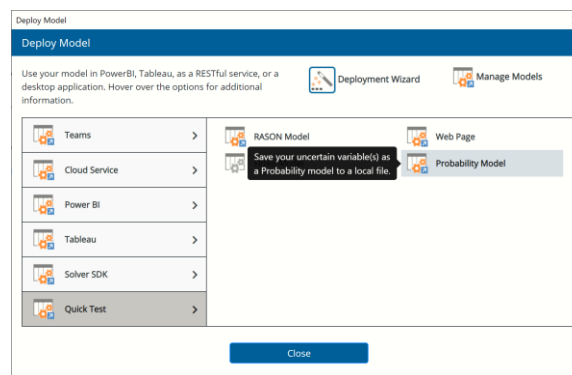 Deploy Model
Deploy Model
Use your model in PowerBI, Tableau, as a RESTful service, or a
desktop application. Hover over the options for additional
information.
Deployment Wizard
Manage Models
Teams
Cloud Service
Power BI
Tableau
Solver SDK
Quick Test
RASON Model
Web Page
Save your uncertain variable(s) as
a Probability model to a local file.
Probability Model
Close